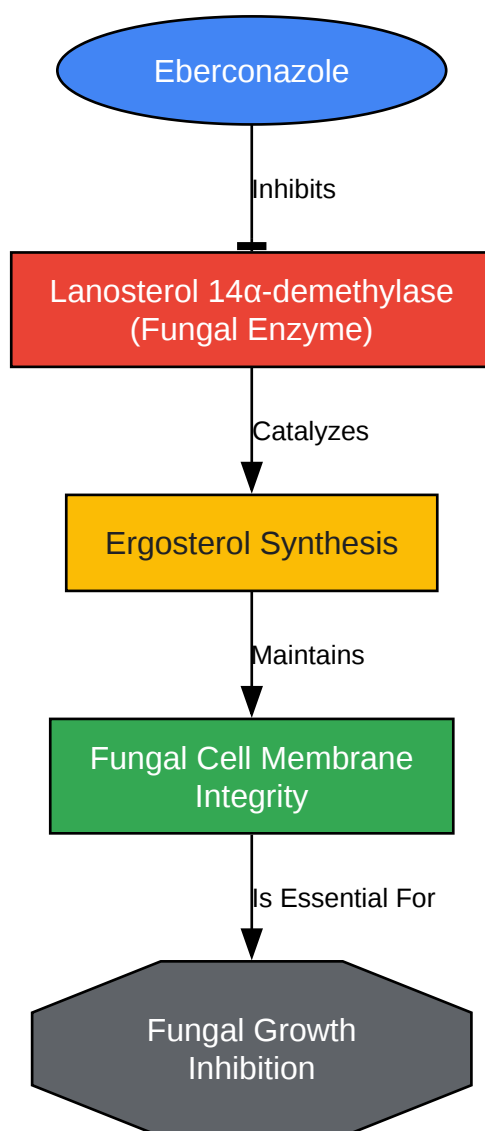 Eberconazole
Inhibits
Lanosterol 14α-demethylase
(Fungal Enzyme)
Catalyzes
Ergosterol Synthesis
Maintains
Fungal Cell Membrane
Integrity
Is Essential For
Fungal Growth
Inhibition